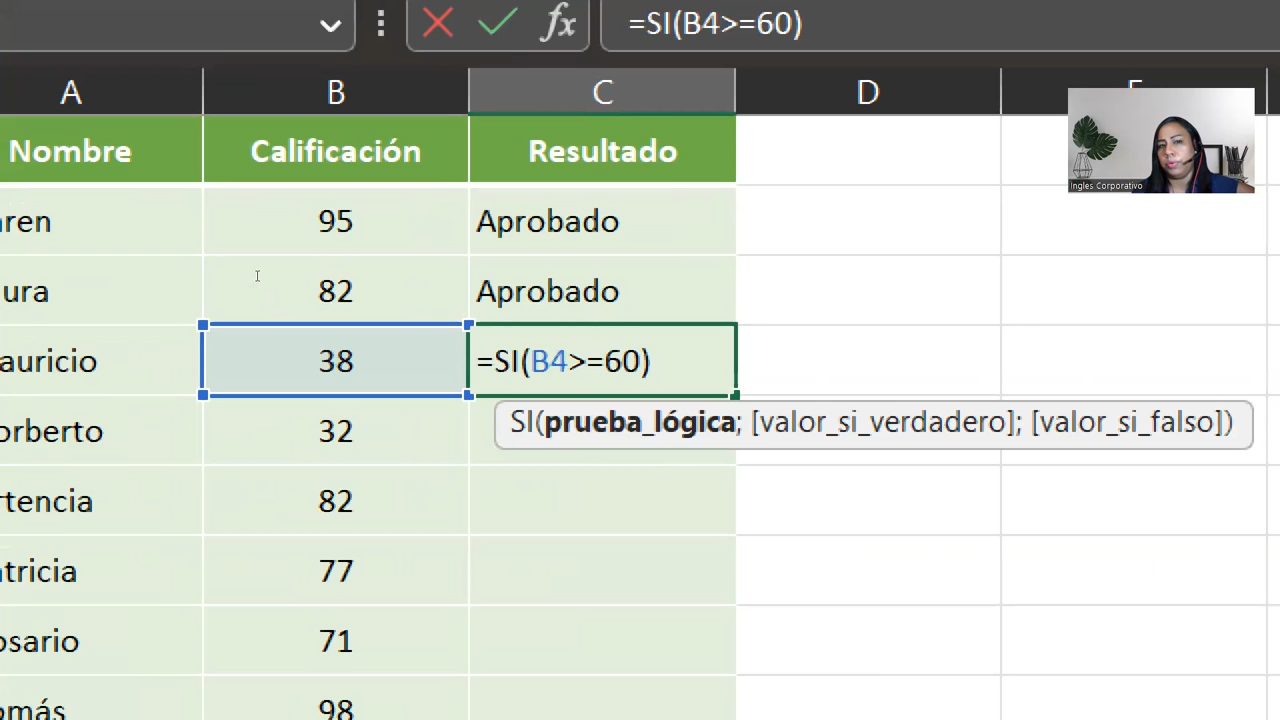 fx =SI(B4>=60)
A B C D
Nombre Calificación Resultado
aren 95 Aprobado
ura 82 Aprobado
auricio 38 =SI(B4>=60)
SI(prueba_lógica; [valor_si_verdadero]; [valor_si_falso])
orberto 32
rtencia 82
tricia 77
osario 71
omás 98
Ingles Corporativo